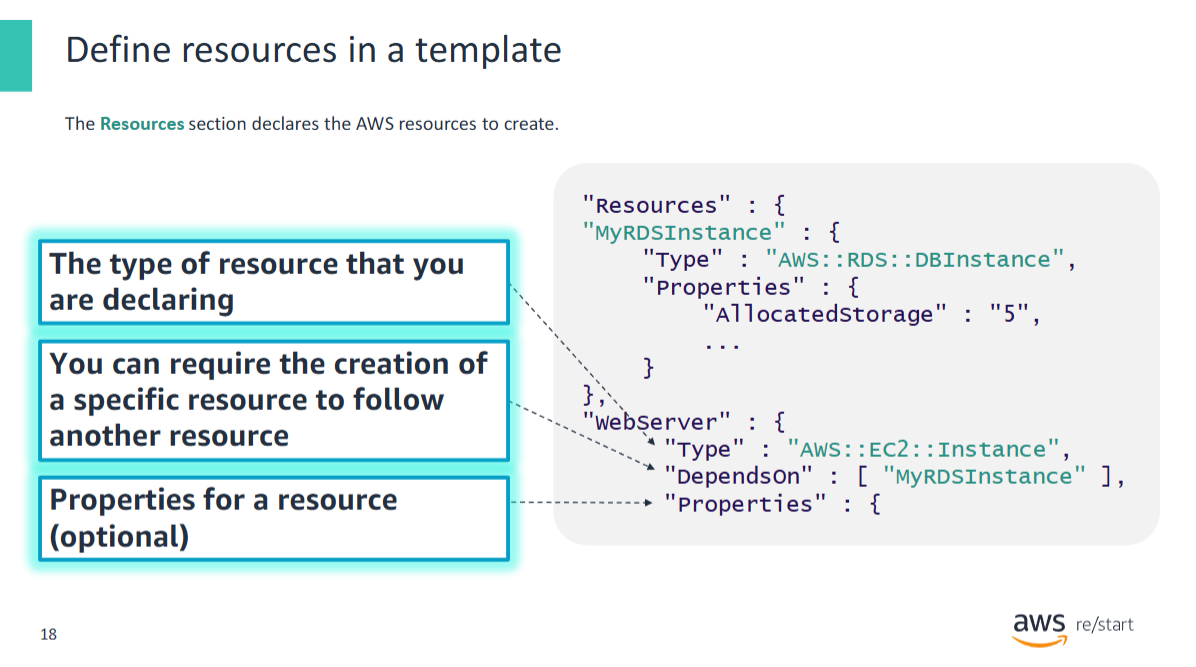 Define resources in a template
The Resources section declares the AWS resources to create.
The type of resource that you
are declaring
You can require the creation of
a specific resource to follow
another resource
Properties for a resource
(optional)
"Resources" : {
"MyRDSInstance" : {
"Type" : "AWS::RDS::DBInstance",
"Properties" : {
"AllocatedStorage" : "5",
...
}
},
"WebServer" : {
"Type" : "AWS::EC2::Instance",
"DependsOn" : [ "MyRDSInstance" ],
"Properties" : {
18
aws re/start